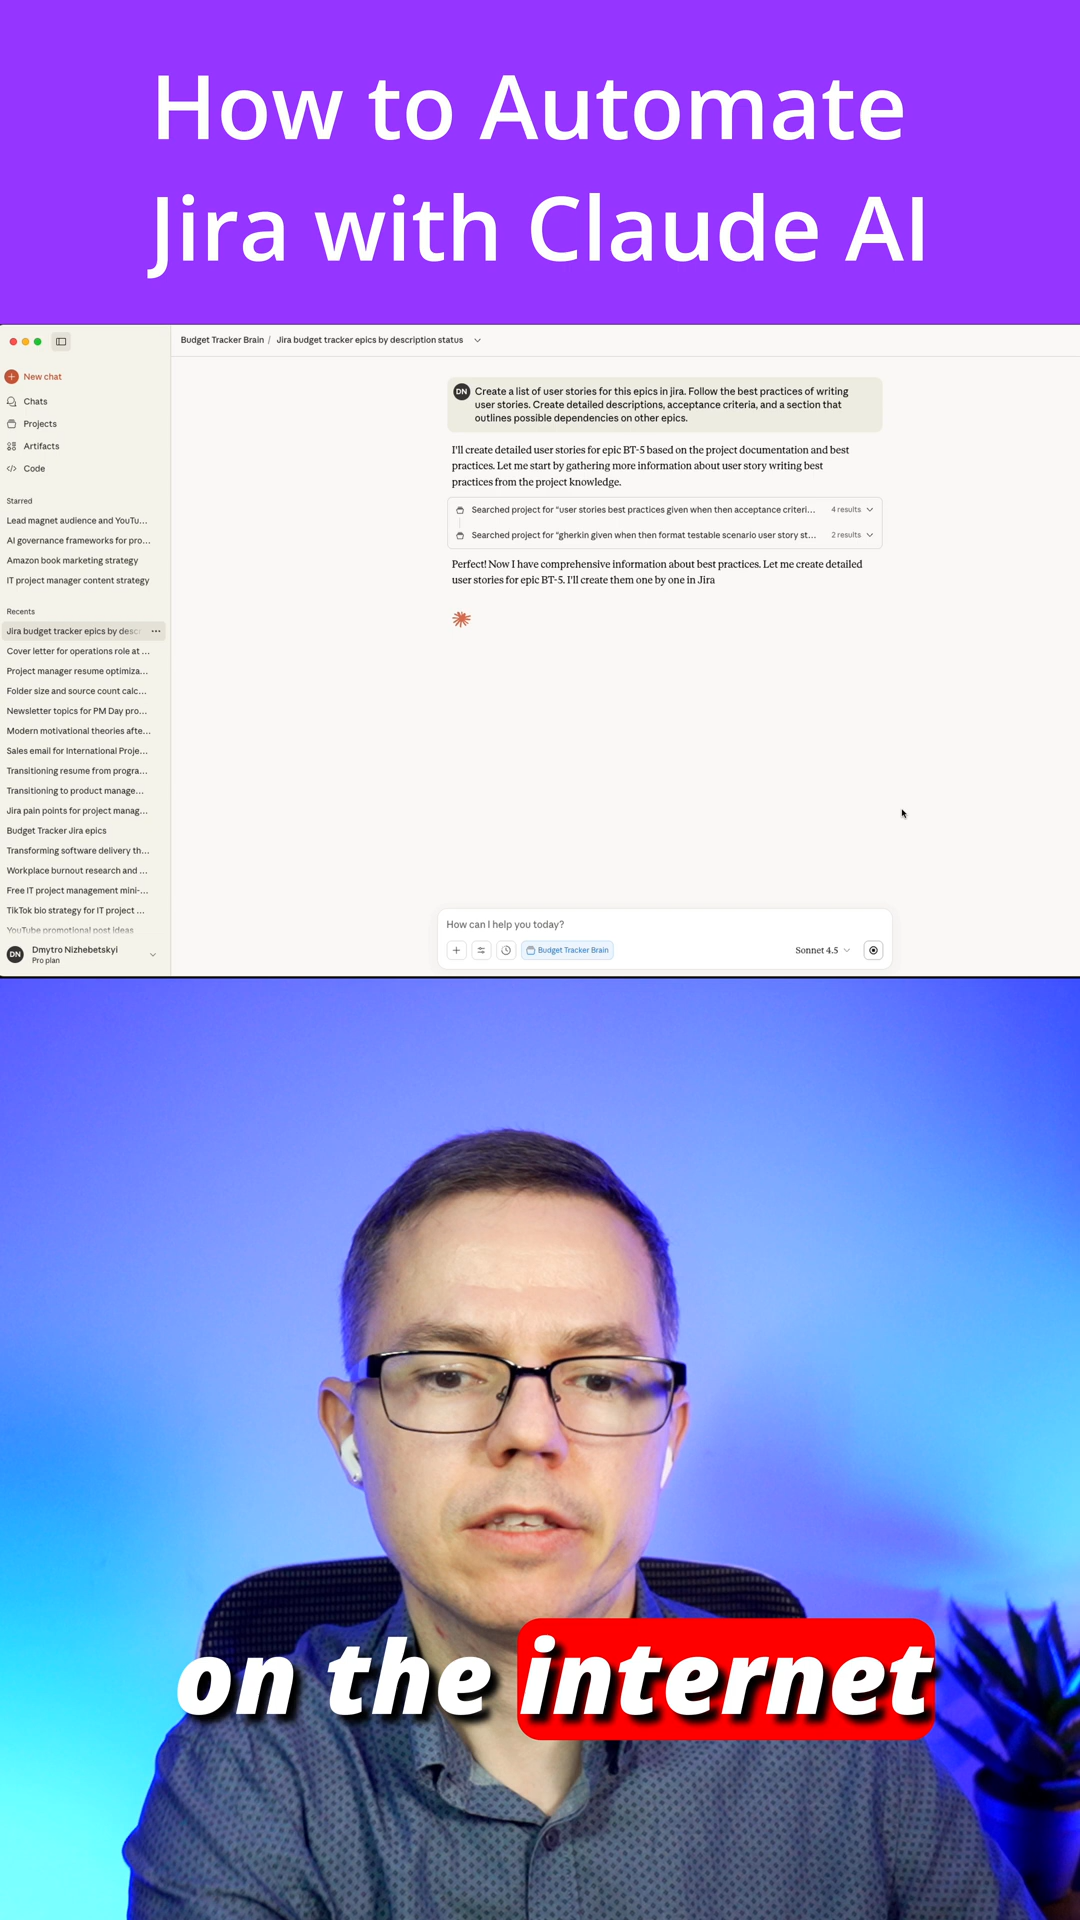 How to Automate
Jira with Claude AI
Budget Tracker Brain / Jira budget tracker epics by description status
New chat
Chats
Projects
Artifacts
Code
Starred
Lead magnet audience and YouTu...
AI governance frameworks for pro...
Amazon book marketing strategy
IT project manager content strategy
Recents
Jira budget tracker epics by descr
Cover letter for operations role at ...
Project manager resume optimiza...
Folder size and source count calc...
Newsletter topics for PM Day pro...
Modern motivational theories afte...
Sales email for International Proje...
Transitioning resume from progra...
Transitioning to product manage...
Jira pain points for project manag...
Budget Tracker Jira epics
Transforming software delivery th...
Workplace burnout research and ...
Free IT project management mini-...
TikTok bio strategy for IT project ...
YouTube promotional post ideas
DN
Dmytro Nizhebetskyi
Pro plan
DN
Create a list of user stories for this epics in jira. Follow the best practices of writing
user stories. Create detailed descriptions, acceptance criteria, and a section that
outlines possible dependencies on other epics.
I'll create detailed user stories for epic BT-5 based on the project documentation and best
practices. Let me start by gathering more information about user story writing best
practices from the project knowledge.
Searched project for "user stories best practices given when then acceptance criteri... 4 results
Searched project for "gherkin given when then format testable scenario user story st... 2 results
Perfect! Now I have comprehensive information about best practices. Let me create detailed
user stories for epic BT-5. I'll create them one by one in Jira
How can I help you today?
Budget Tracker Brain
Sonnet 4.5
on the internet